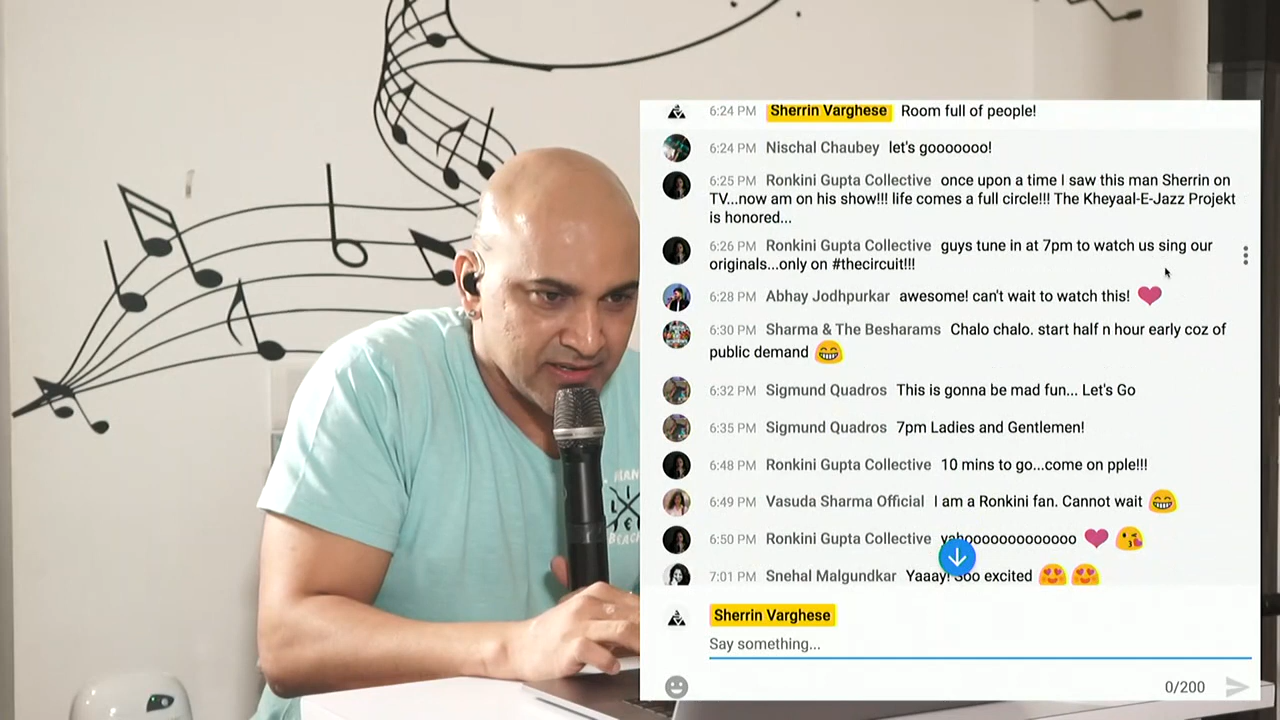 6:24 PM Sherrin Varghese Room full of people!
6:24 PM Nischal Chaubey let's gooooooo!
6:25 PM Ronkini Gupta Collective once upon a time I saw this man Sherrin on
TV...now am on his show!!! life comes a full circle!!! The Kheyaal-E-Jazz Projekt
is honored...
6:26 PM Ronkini Gupta Collective guys tune in at 7pm to watch us sing our
originals...only on #thecircuit!!!
6:28 PM Abhay Jodhpurkar awesome! can't wait to watch this! ❤️
6:30 PM Sharma & The Besharams Chalo chalo. start half n hour early coz of
public demand 😁
6:32 PM Sigmund Quadros This is gonna be mad fun... Let's Go
6:35 PM Sigmund Quadros 7pm Ladies and Gentlemen!
6:48 PM Ronkini Gupta Collective 10 mins to go...come on pple!!!
6:49 PM Vasuda Sharma Official I am a Ronkini fan. Cannot wait 😁
6:50 PM Ronkini Gupta Collective yahooooooooooooo ❤️ 😘
7:01 PM Snehal Malgundkar Yaaay! Soo excited 😍 😍
Sherrin Varghese
Say something...
0/200